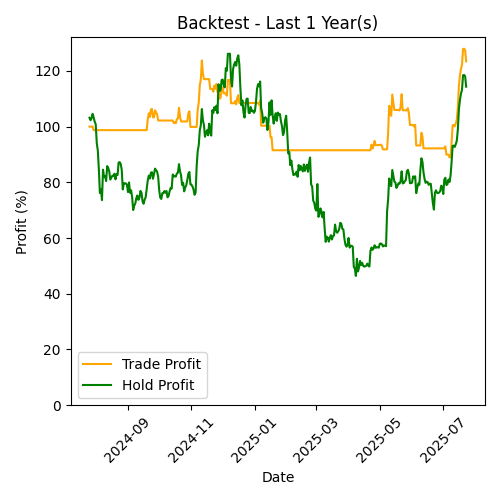 Backtest - Last 1 Year(s)
Profit (%)
120
100
80
60
40
20
0
Trade Profit
Hold Profit
2024-09
2024-11
2025-01
2025-03
2025-05
2025-07
Date